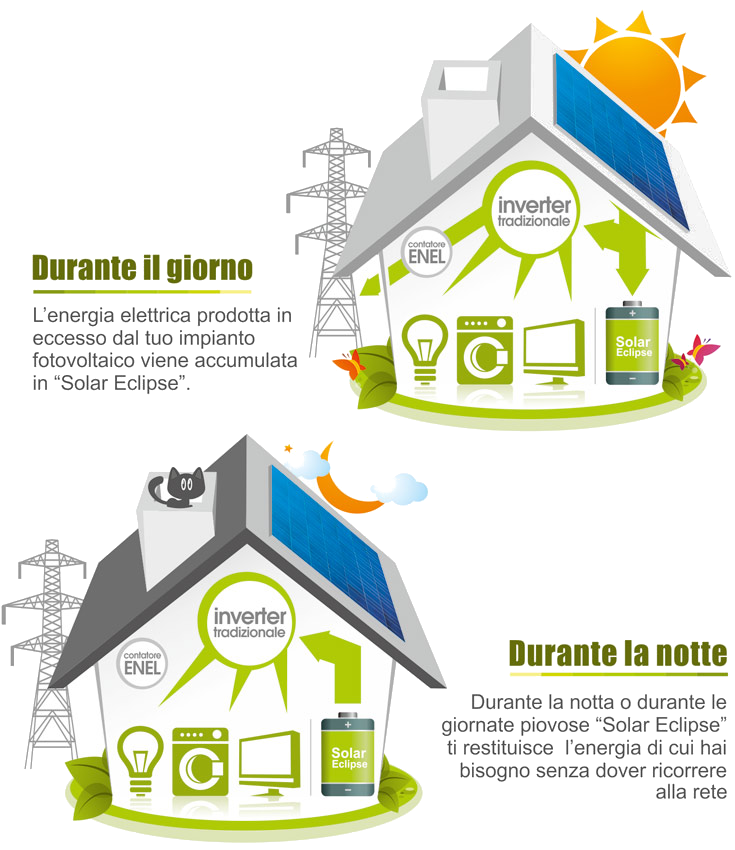 inverter
tradizionale
contatore
ENEL
Durante il giorno
L'energia elettrica prodotta in
eccesso dal tuo impianto
fotovoltaico viene accumulata
in “Solar Eclipse”.
+
Solar
Eclipse
–
inverter
tradizionale
contatore
ENEL
Durante la notte
Durante la notta o durante le
giornate piovose “Solar Eclipse”
ti restituisce l'energia di cui hai
bisogno senza dover ricorrere
alla rete
+
Solar
Eclipse
–